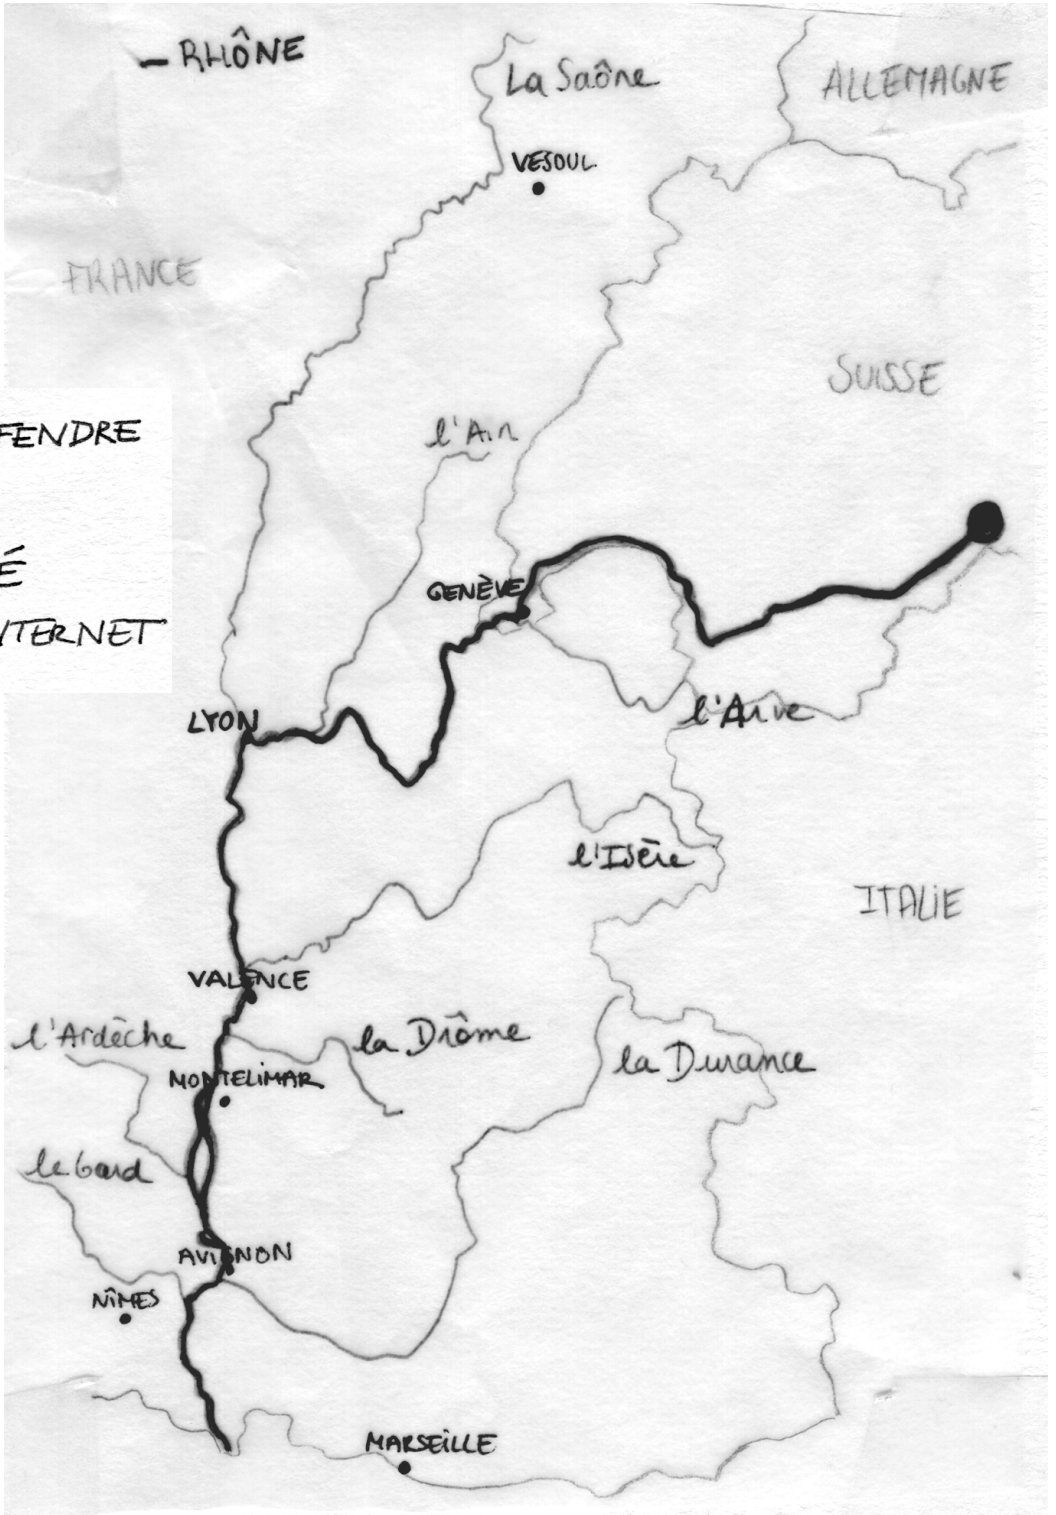 – RHÔNE
La Saône
ALLEMAGNE
VESOUL
FRANCE
SUISSE
FENDRE
l'Ain
É
GENÈVE
NTERNET
LYON
l'Arve
l'Isère
ITALIE
VALENCE
l'Ardèche
la Drôme
la Durance
MONTELIMAR
le Gard
AVIGNON
NÎMES
MARSEILLE